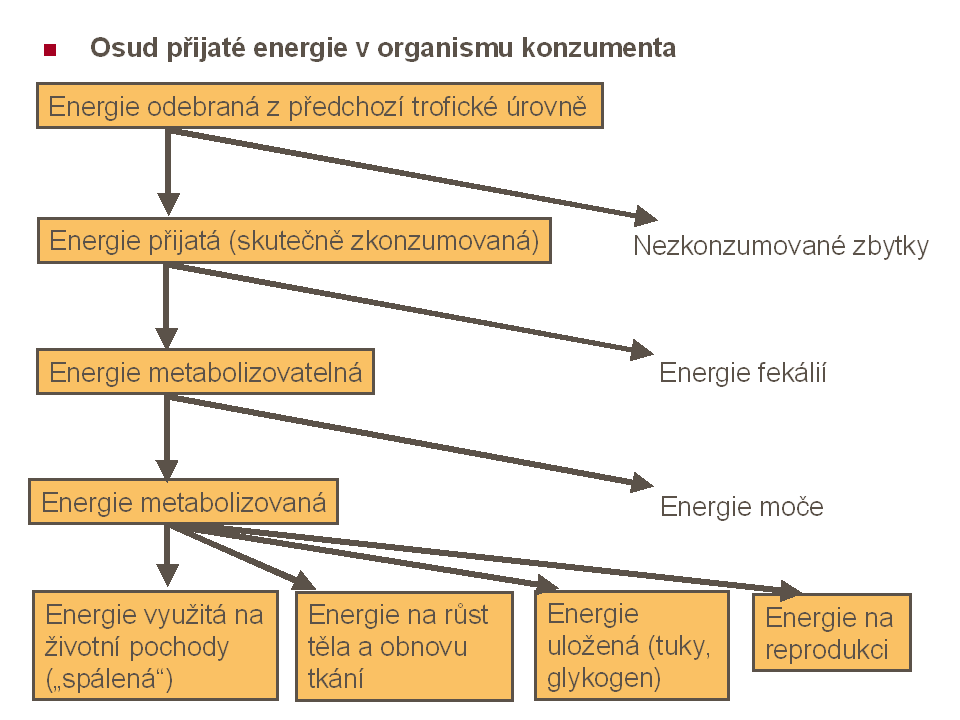 Osud přijaté energie v organismu konzumenta
Energie odebraná z předchozí trofické úrovně
Energie přijatá (skutečně zkonzumovaná)
Nezkonzumované zbytky
Energie metabolizovatelná
Energie fekálií
Energie metabolizovaná
Energie moče
Energie využitá na
životní pochody
(„spálená“)
Energie na růst
těla a obnovu
tkání
Energie
uložená (tuky,
glykogen)
Energie na
reprodukci